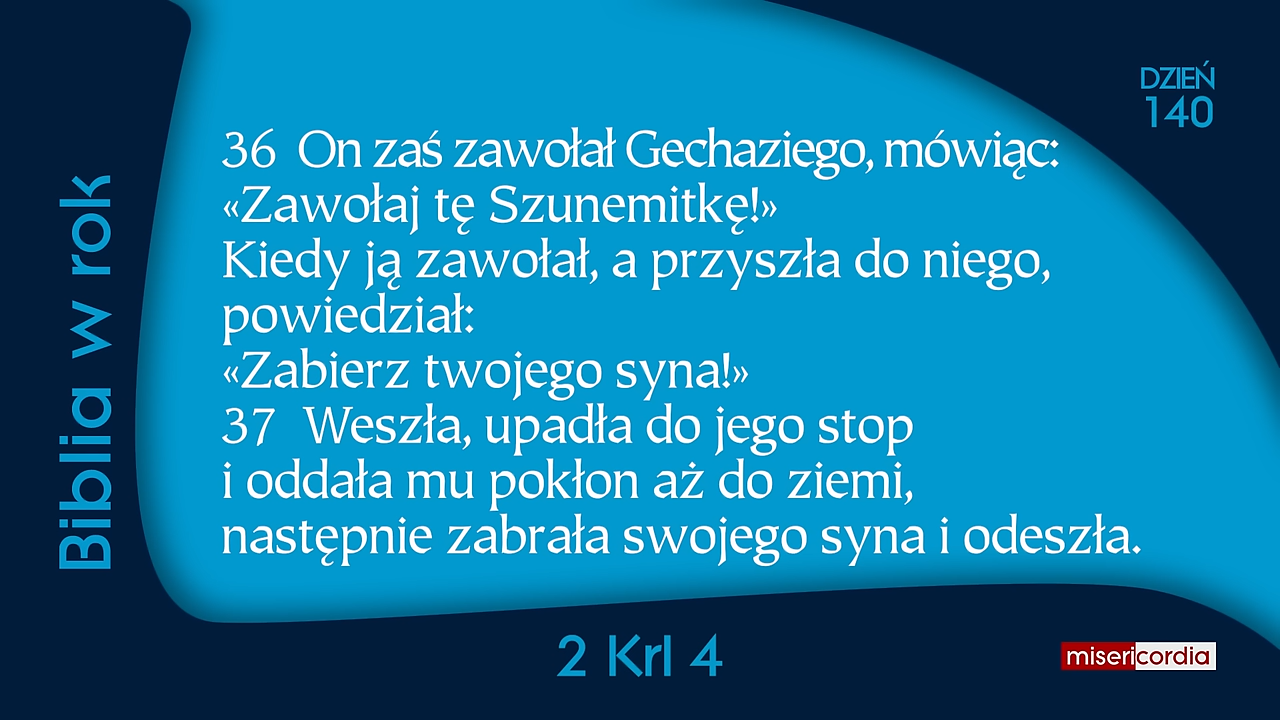 DZIEŃ
140
Biblia w rok
36 On zaś zawołał Gechaziego, mówiąc:
«Zawołaj tę Szunemitkę!»
Kiedy ją zawołał, a przyszła do niego,
powiedział:
«Zabierz twojego syna!»
37 Weszła, upadła do jego stop
i oddała mu pokłon aż do ziemi,
następnie zabrała swojego syna i odeszła.
2 Krl 4
misericordia